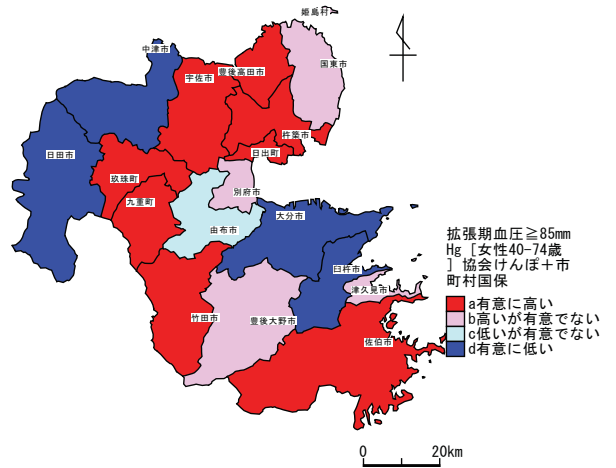 姫島村
中津市
国東市
豊後高田市
宇佐市
杵築市
日出町
日田市
玖珠町
別府市
九重町
大分市
由布市
臼杵市
津久見市
竹田市
豊後大野市
佐伯市
拡張期血圧≧85mm
Hg［女性40-74歳
］協会けんぽ＋市
町村国保
a有意に高い
b高いが有意でない
c低いが有意でない
d有意に低い
0 20km